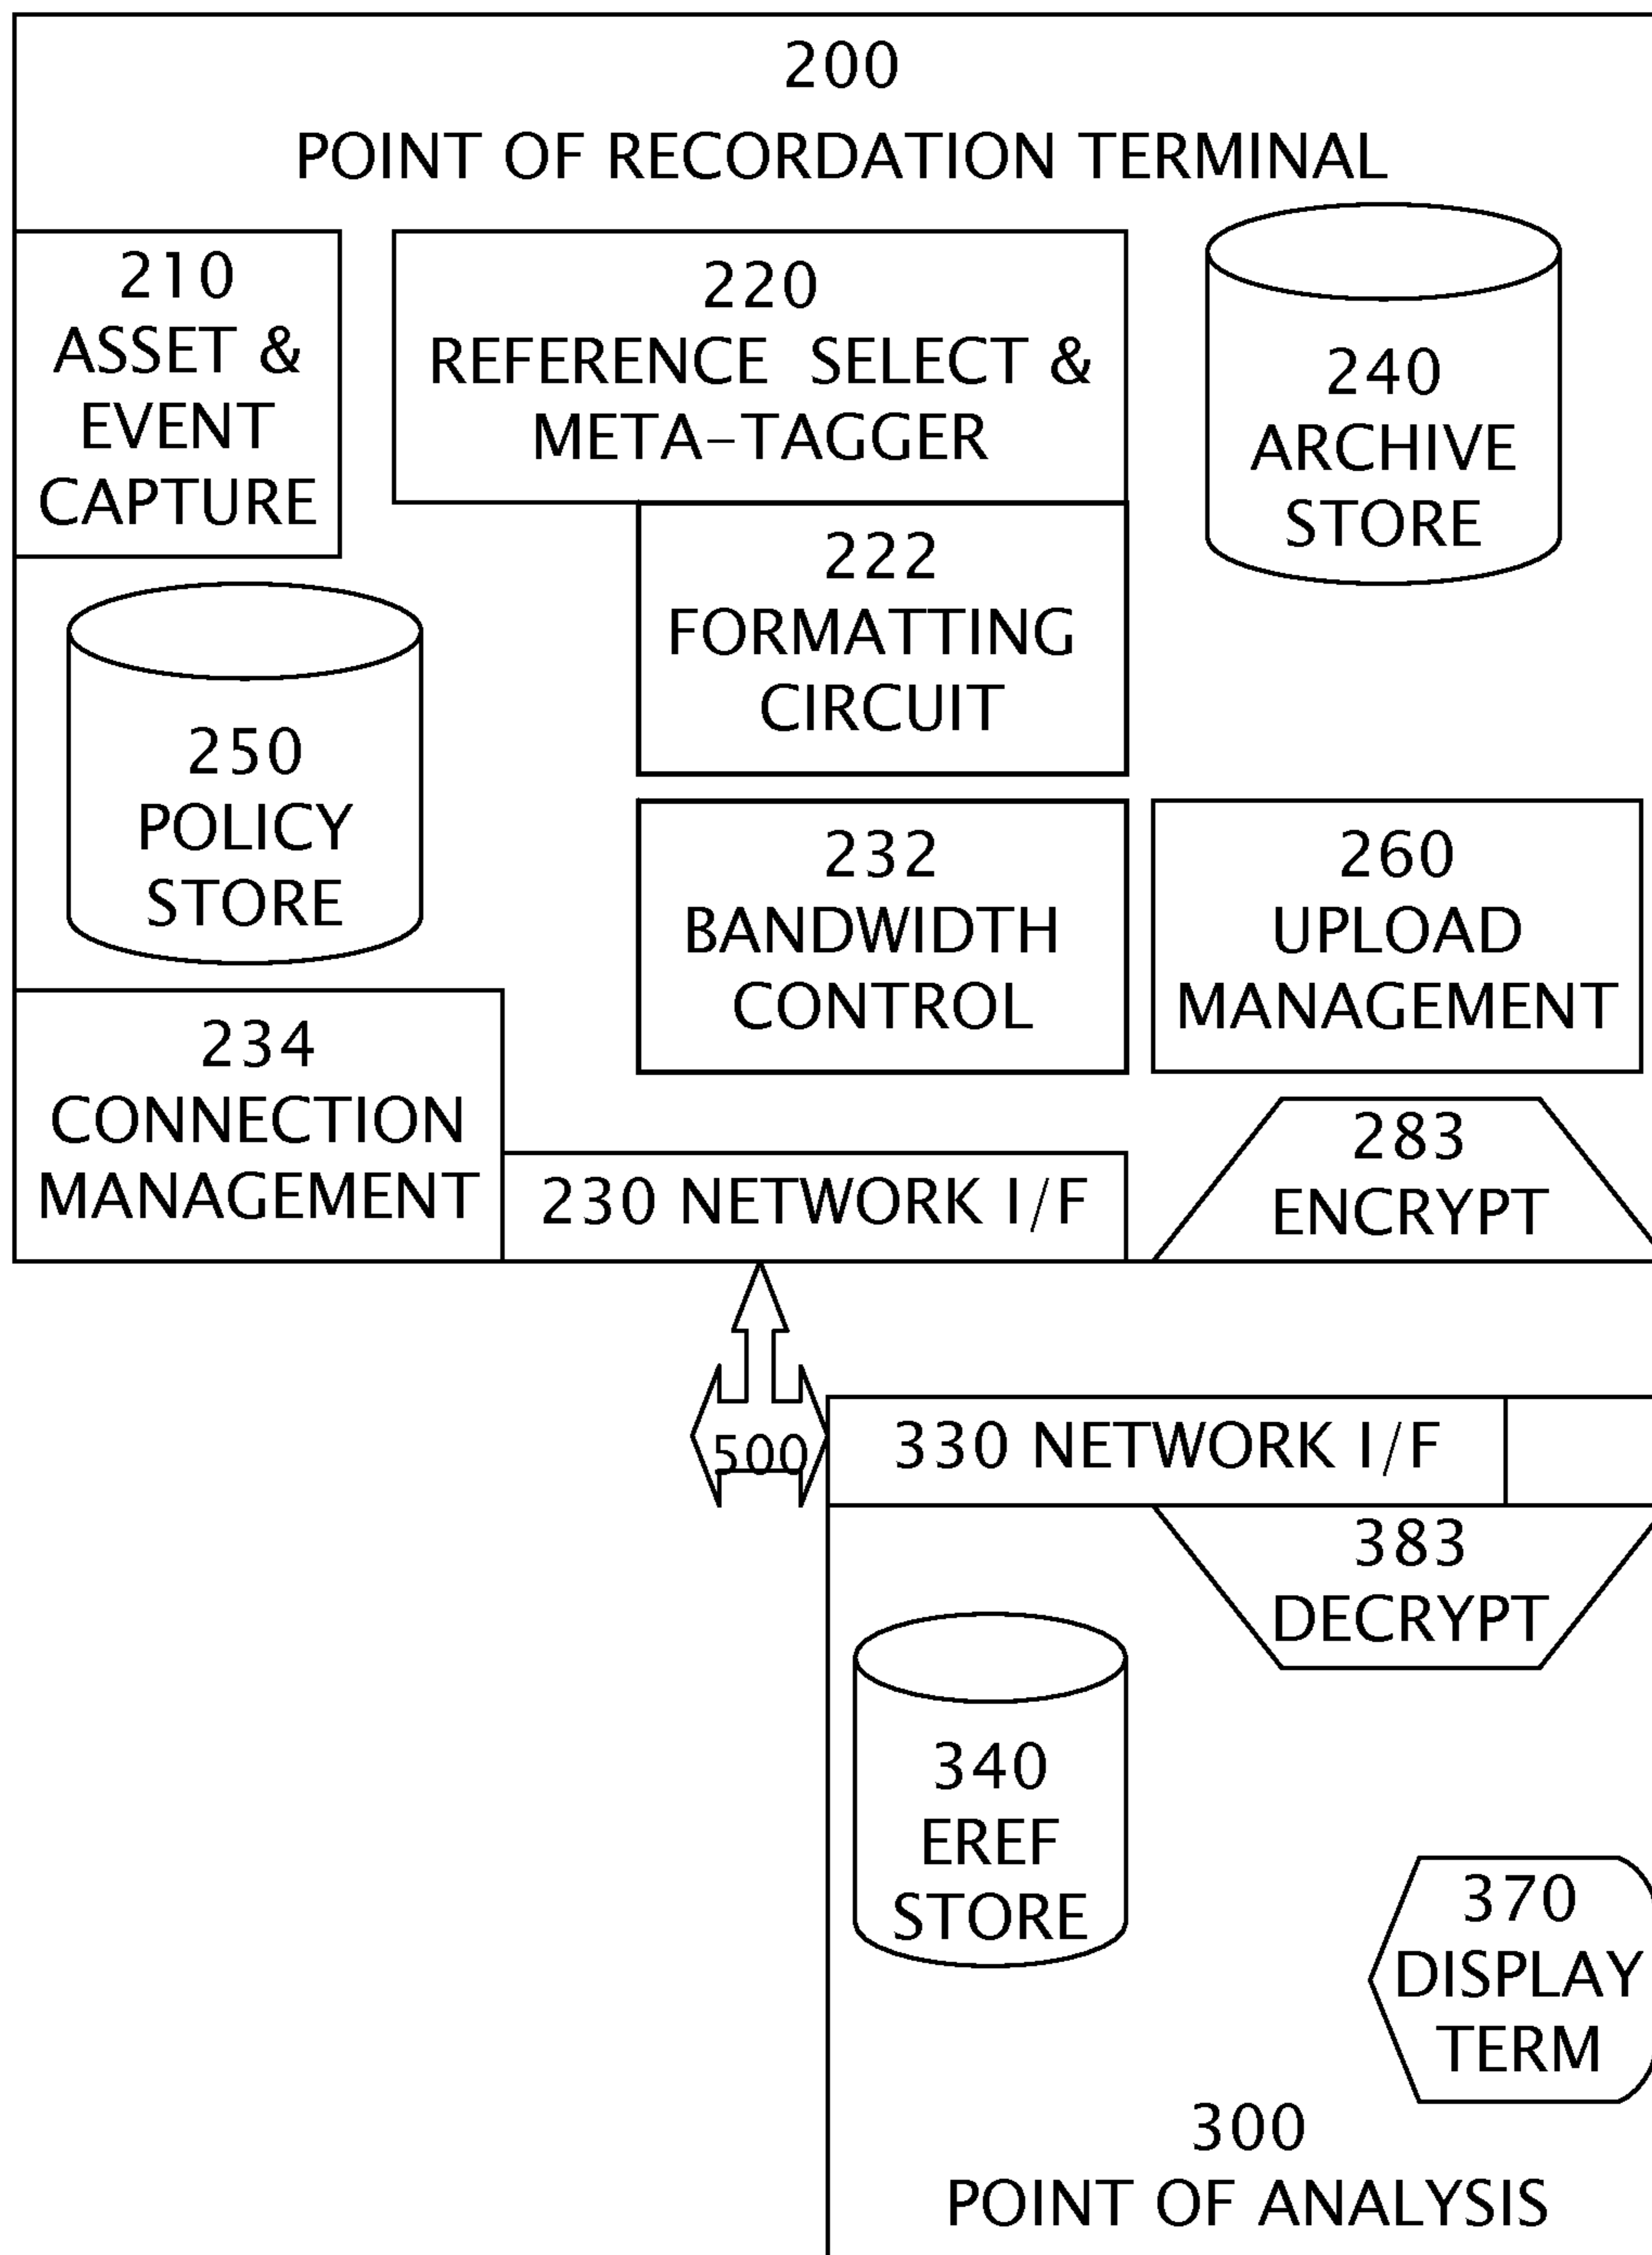 200
POINT OF RECORDATION TERMINAL
210
ASSET &
EVENT
CAPTURE
220
REFERENCE SELECT &
META-TAGGER
240
ARCHIVE
STORE
222
FORMATTING
CIRCUIT
250
POLICY
STORE
232
BANDWIDTH
CONTROL
260
UPLOAD
MANAGEMENT
234
CONNECTION
MANAGEMENT
230 NETWORK I/F
283
ENCRYPT
500
330 NETWORK I/F
383
DECRYPT
340
EREF
STORE
370
DISPLAY
TERM
300
POINT OF ANALYSIS